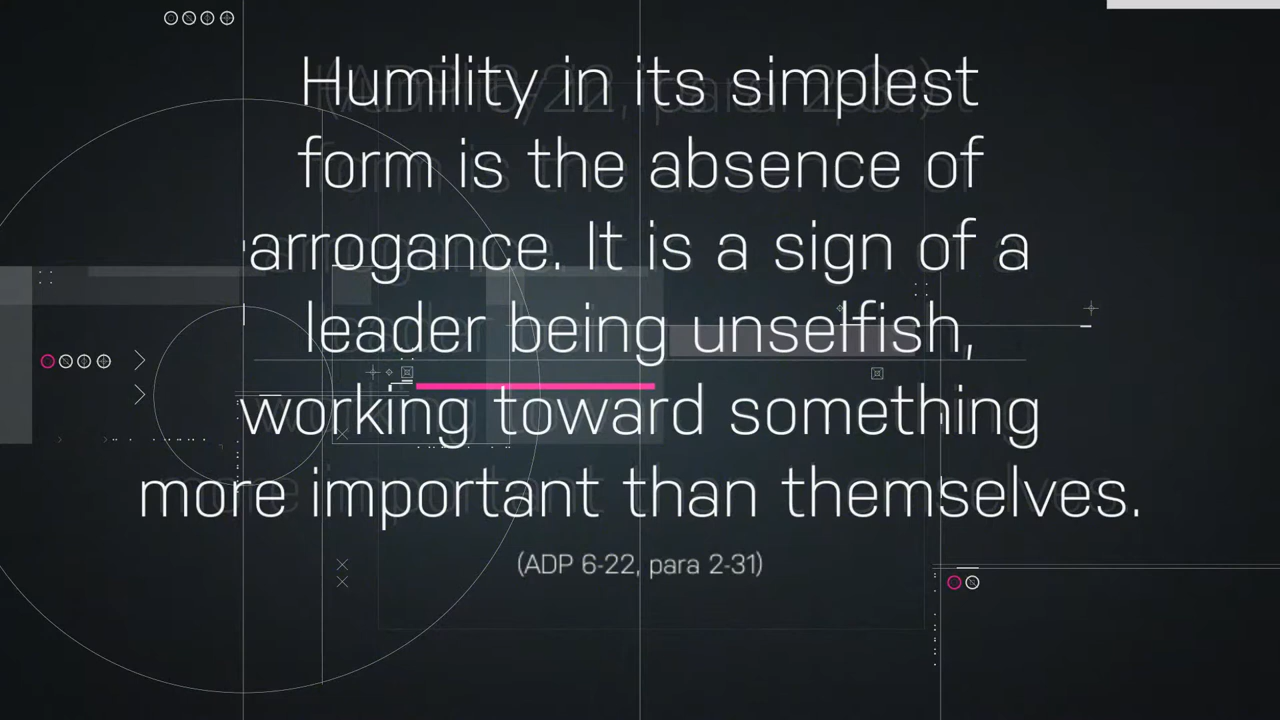 Humility in its simplest
form is the absence of
arrogance. It is a sign of a
leader being unselfish,
working toward something
more important than themselves.
(ADP 6-22, para 2-31)